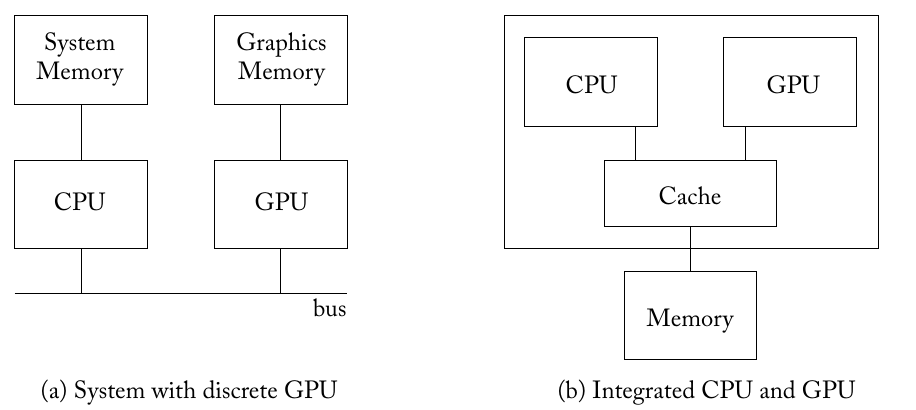 System
Memory
Graphics
Memory
CPU
GPU
bus
(a) System with discrete GPU
CPU
GPU
Cache
Memory
(b) Integrated CPU and GPU